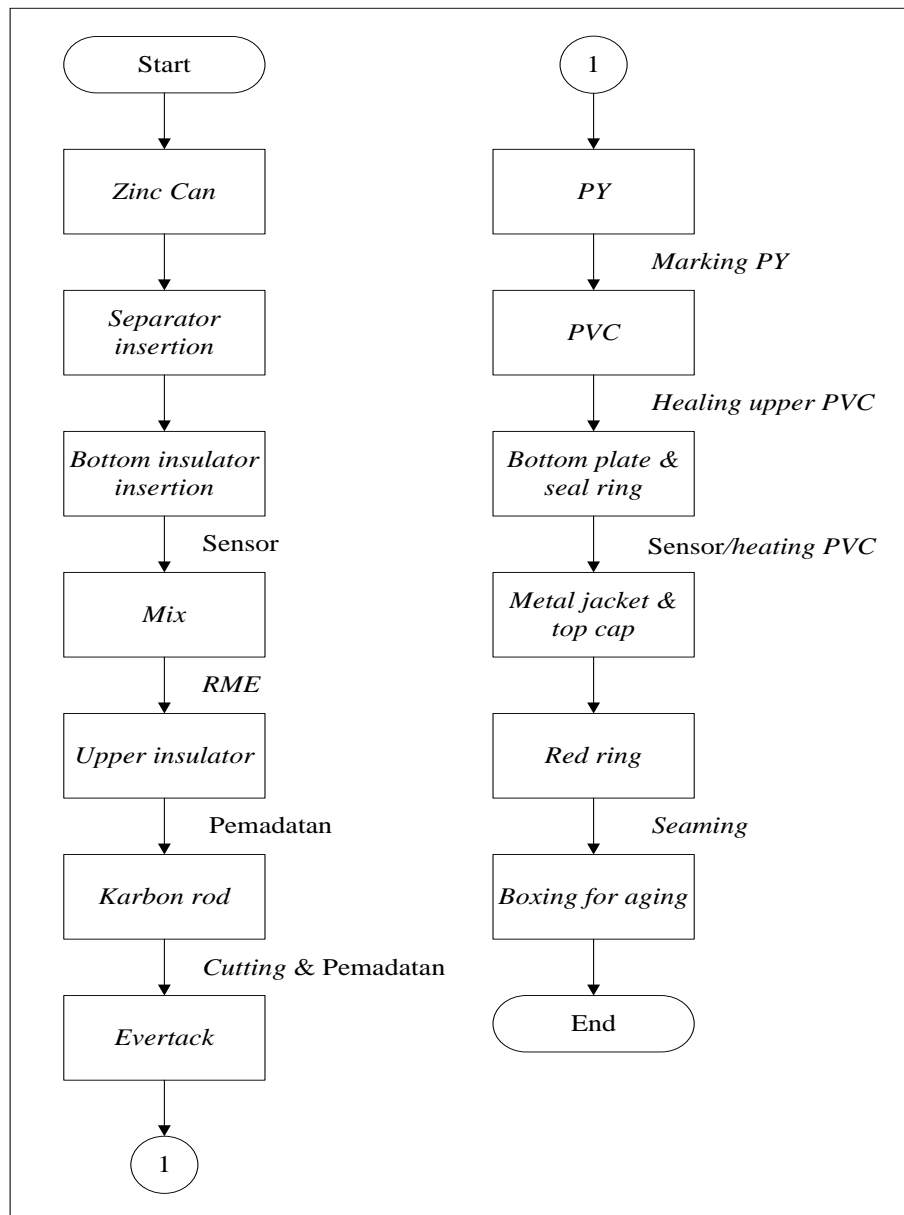 Start
Zinc Can
Separator
insertion
Bottom insulator
insertion
Sensor
Mix
RME
Upper insulator
Pemadatan
Karbon rod
Cutting & Pemadatan
Evertack
1
1
PY
Marking PY
PVC
Healing upper PVC
Bottom plate &
seal ring
Sensor/heating PVC
Metal jacket &
top cap
Red ring
Seaming
Boxing for aging
End